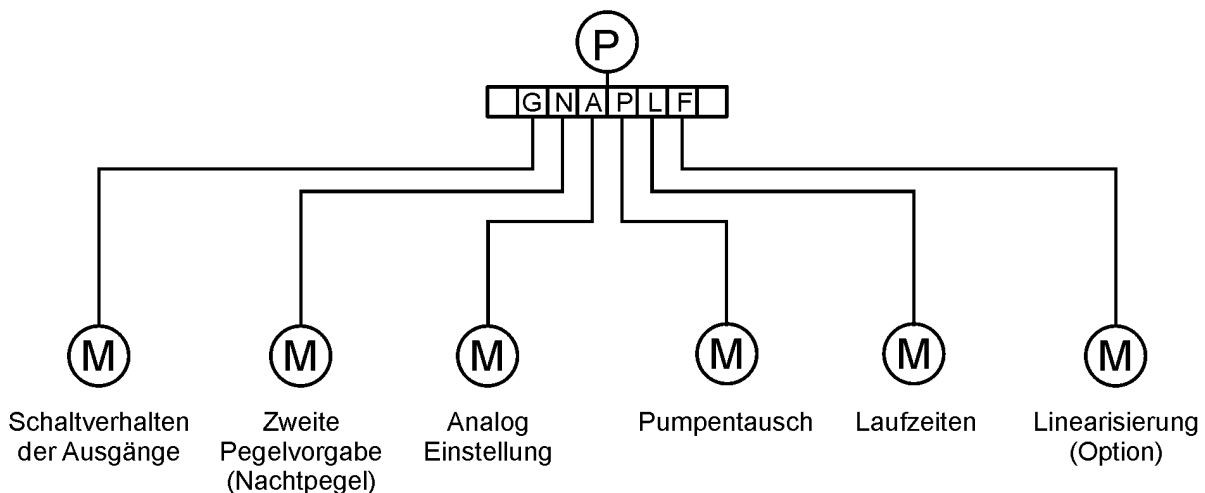 P
G N A P L F
M M M M M M
Schaltverhalten
der Ausgänge
Zweite
Pegelvorgabe
(Nachtpegel)
Analog
Einstellung
Pumpentausch
Laufzeiten
Linearisierung
(Option)